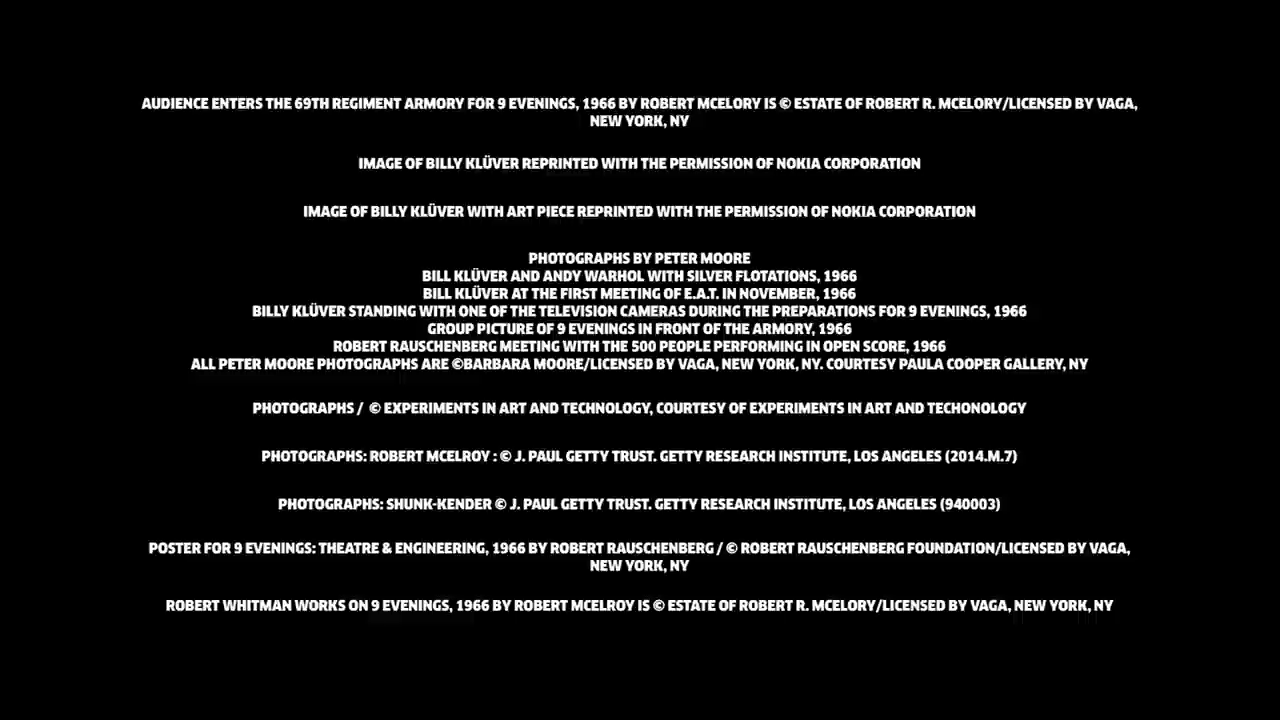 AUDIENCE ENTERS THE 69TH REGIMENT ARMORY FOR 9 EVENINGS, 1966 BY ROBERT MCELORY IS © ESTATE OF ROBERT R. MCELORY/LICENSED BY VAGA,
NEW YORK, NY
IMAGE OF BILLY KLÜVER REPRINTED WITH THE PERMISSION OF NOKIA CORPORATION
IMAGE OF BILLY KLÜVER WITH ART PIECE REPRINTED WITH THE PERMISSION OF NOKIA CORPORATION
PHOTOGRAPHS BY PETER MOORE
BILL KLÜVER AND ANDY WARHOL WITH SILVER FLOTATIONS, 1966
BILL KLÜVER AT THE FIRST MEETING OF E.A.T. IN NOVEMBER, 1966
BILLY KLÜVER STANDING WITH ONE OF THE TELEVISION CAMERAS DURING THE PREPARATIONS FOR 9 EVENINGS, 1966
GROUP PICTURE OF 9 EVENINGS IN FRONT OF THE ARMORY, 1966
ROBERT RAUSCHENBERG MEETING WITH THE 500 PEOPLE PERFORMING IN OPEN SCORE, 1966
ALL PETER MOORE PHOTOGRAPHS ARE ©BARBARA MOORE/LICENSED BY VAGA, NEW YORK, NY. COURTESY PAULA COOPER GALLERY, NY
PHOTOGRAPHS / © EXPERIMENTS IN ART AND TECHNOLOGY, COURTESY OF EXPERIMENTS IN ART AND TECHONOLOGY
PHOTOGRAPHS: ROBERT MCELROY : © J. PAUL GETTY TRUST. GETTY RESEARCH INSTITUTE, LOS ANGELES (2014.M.7)
PHOTOGRAPHS: SHUNK-KENDER © J. PAUL GETTY TRUST. GETTY RESEARCH INSTITUTE, LOS ANGELES (940003)
POSTER FOR 9 EVENINGS: THEATRE & ENGINEERING, 1966 BY ROBERT RAUSCHENBERG / © ROBERT RAUSCHENBERG FOUNDATION/LICENSED BY VAGA,
NEW YORK, NY
ROBERT WHITMAN WORKS ON 9 EVENINGS, 1966 BY ROBERT MCELROY IS © ESTATE OF ROBERT R. MCELORY/LICENSED BY VAGA, NEW YORK, NY